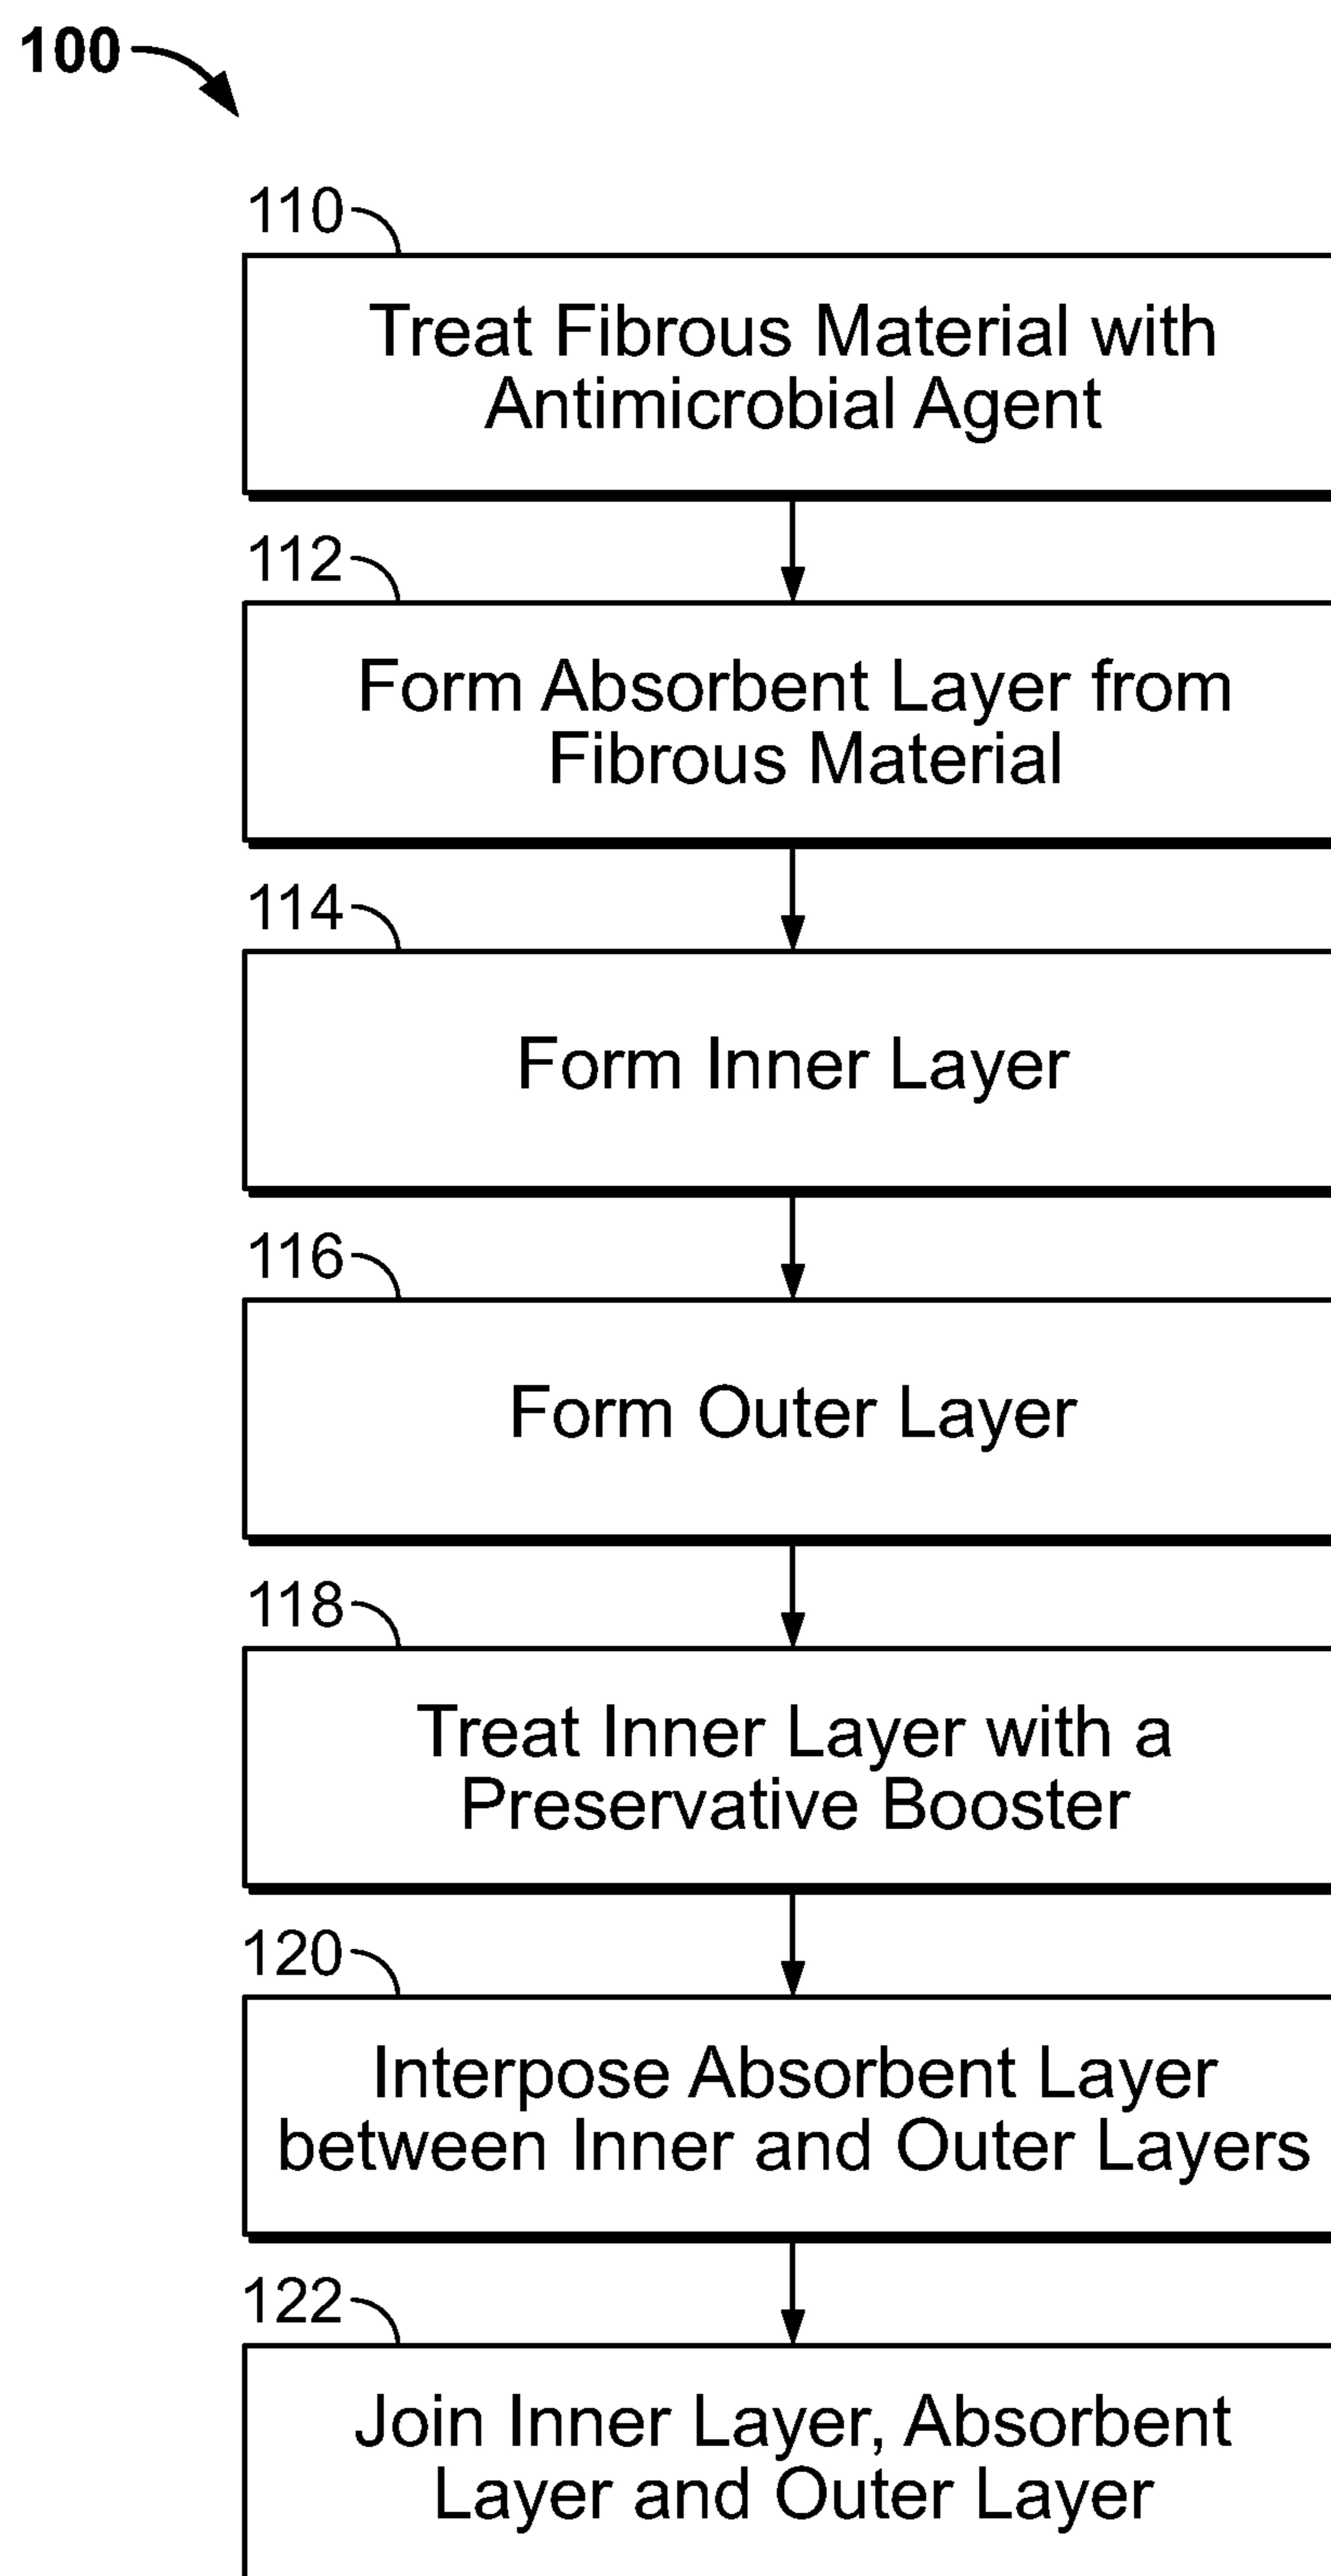 100
110
Treat Fibrous Material with
Antimicrobial Agent
112
Form Absorbent Layer from
Fibrous Material
114
Form Inner Layer
116
Form Outer Layer
118
Treat Inner Layer with a
Preservative Booster
120
Interpose Absorbent Layer
between Inner and Outer Layers
122
Join Inner Layer, Absorbent
Layer and Outer Layer